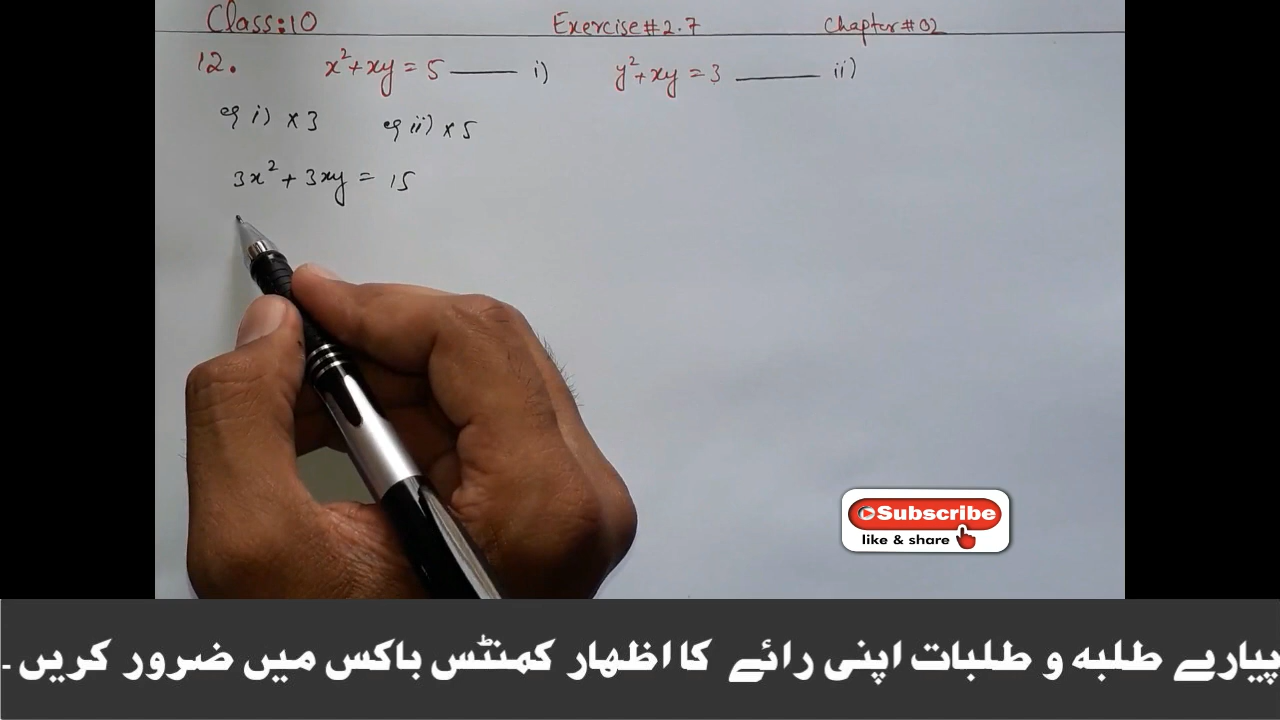 Class:10 Exercise#2.7 Chapter#02
12. x²+xy = 5 —— i) y²+xy = 3 —— ii)
eq i) × 3 eq ii) × 5
3x² + 3xy = 15
Subscribe
like & share
پیارے طلبہ و طلبات اپنی رائے کا اظہار کمنٹس باکس میں ضرور کریں ۔